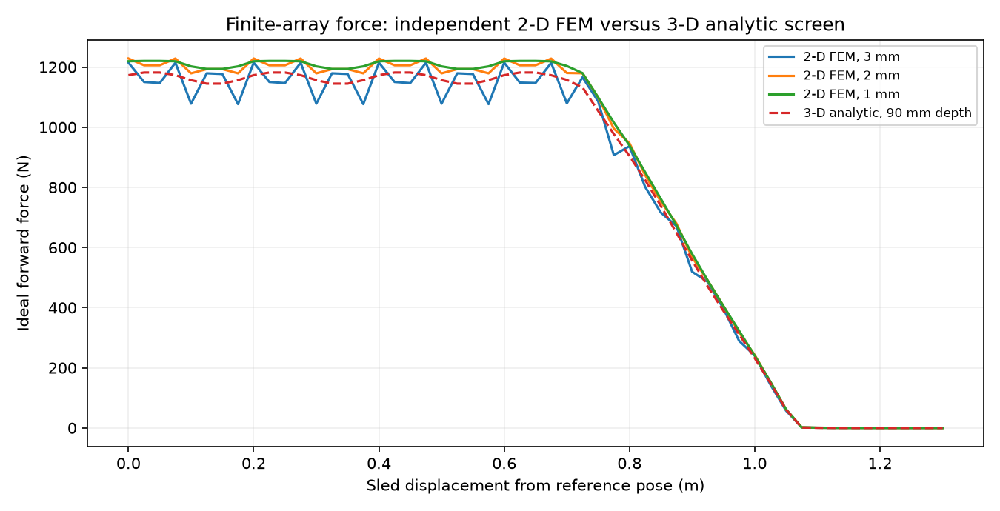 Finite-array force: independent 2-D FEM versus 3-D analytic screen
2-D FEM, 3 mm
2-D FEM, 2 mm
2-D FEM, 1 mm
3-D analytic, 90 mm depth
Ideal forward force (N)
1200
1000
800
600
400
200
0
0.0 0.2 0.4 0.6 0.8 1.0 1.2
Sled displacement from reference pose (m)